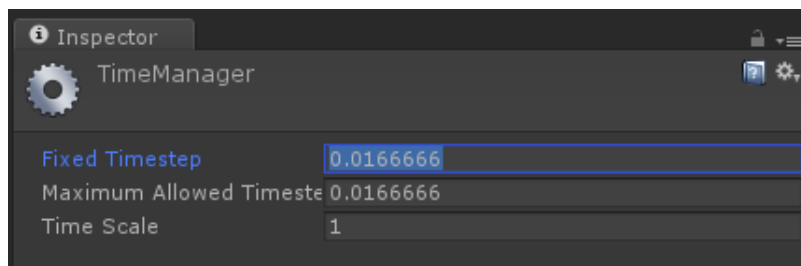 Inspector
TimeManager
Fixed Timestep 0.0166666
Maximum Allowed Timeste 0.0166666
Time Scale 1